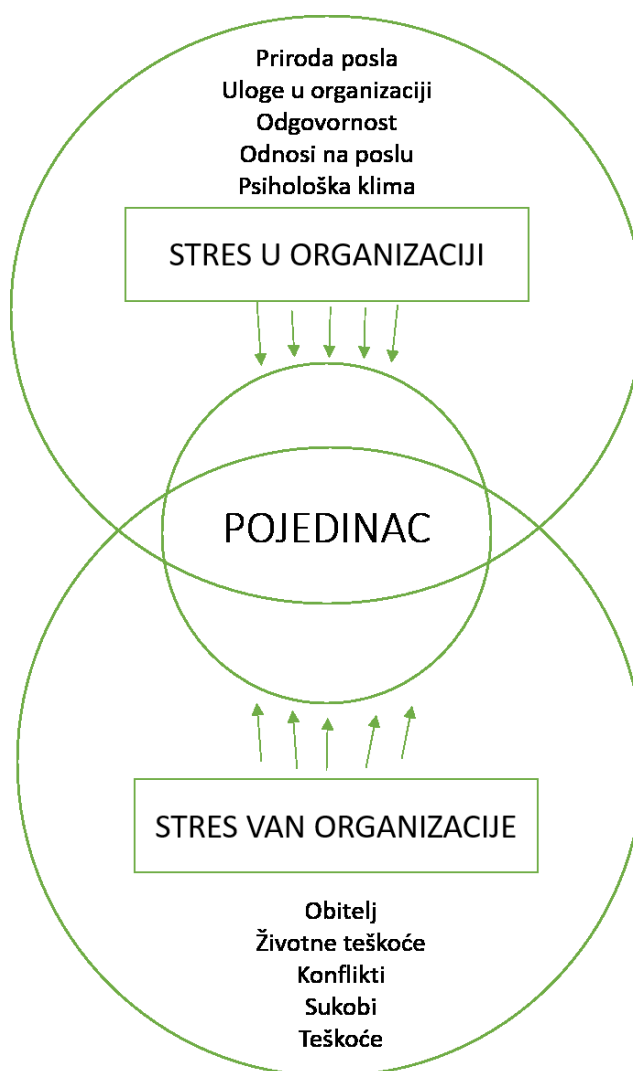 Priroda posla
Uloge u organizaciji
Odgovornost
Odnosi na poslu
Psihološka klima
STRES U ORGANIZACIJI
POJEDINAC
STRES VAN ORGANIZACIJE
Obitelj
Životne teškoće
Konflikti
Sukobi
Teškoće